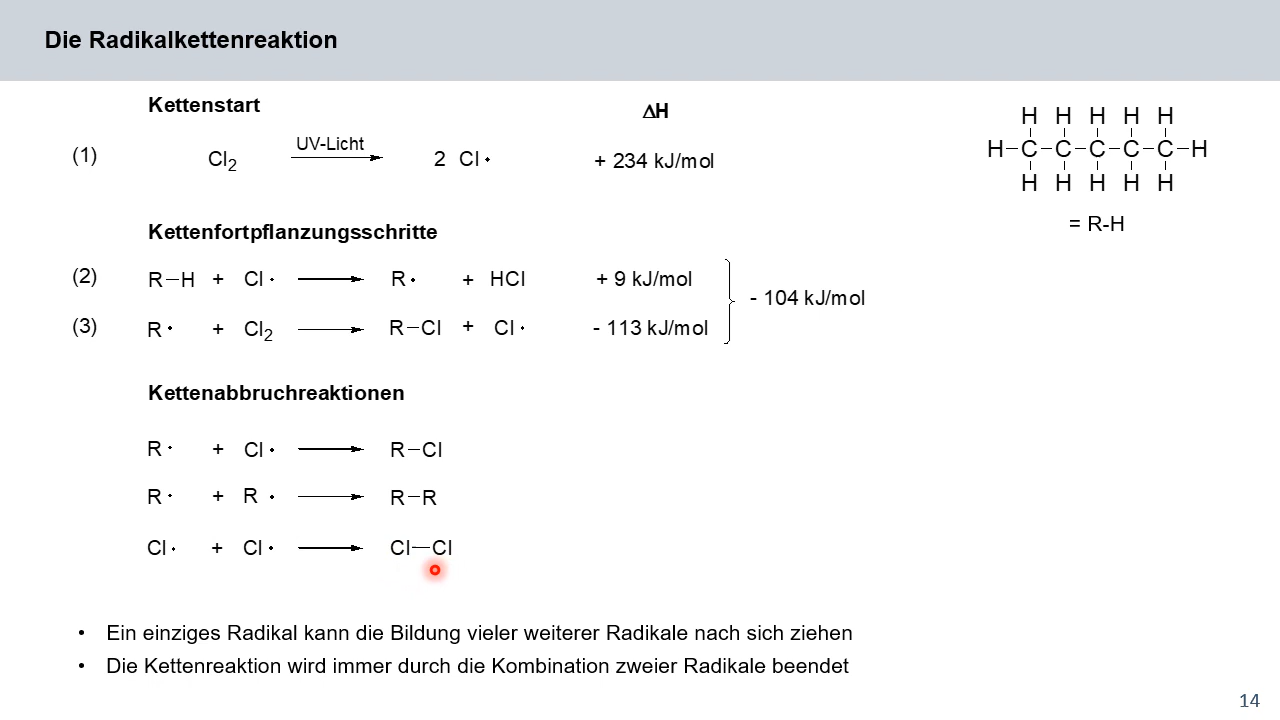 Die Radikalkettenreaktion
Kettenstart
ΔH
(1) Cl2 UV-Licht 2 Cl· + 234 kJ/mol
H H H H H
H–C–C–C–C–C–H
H H H H H
= R-H
Kettenfortpflanzungsschritte
(2) R–H + Cl· → R· + HCl + 9 kJ/mol
- 104 kJ/mol
(3) R· + Cl2 → R–Cl + Cl· - 113 kJ/mol
Kettenabbruchreaktionen
R· + Cl· → R–Cl
R· + R· → R–R
Cl· + Cl· → Cl–Cl
• Ein einziges Radikal kann die Bildung vieler weiterer Radikale nach sich ziehen
• Die Kettenreaktion wird immer durch die Kombination zweier Radikale beendet
14